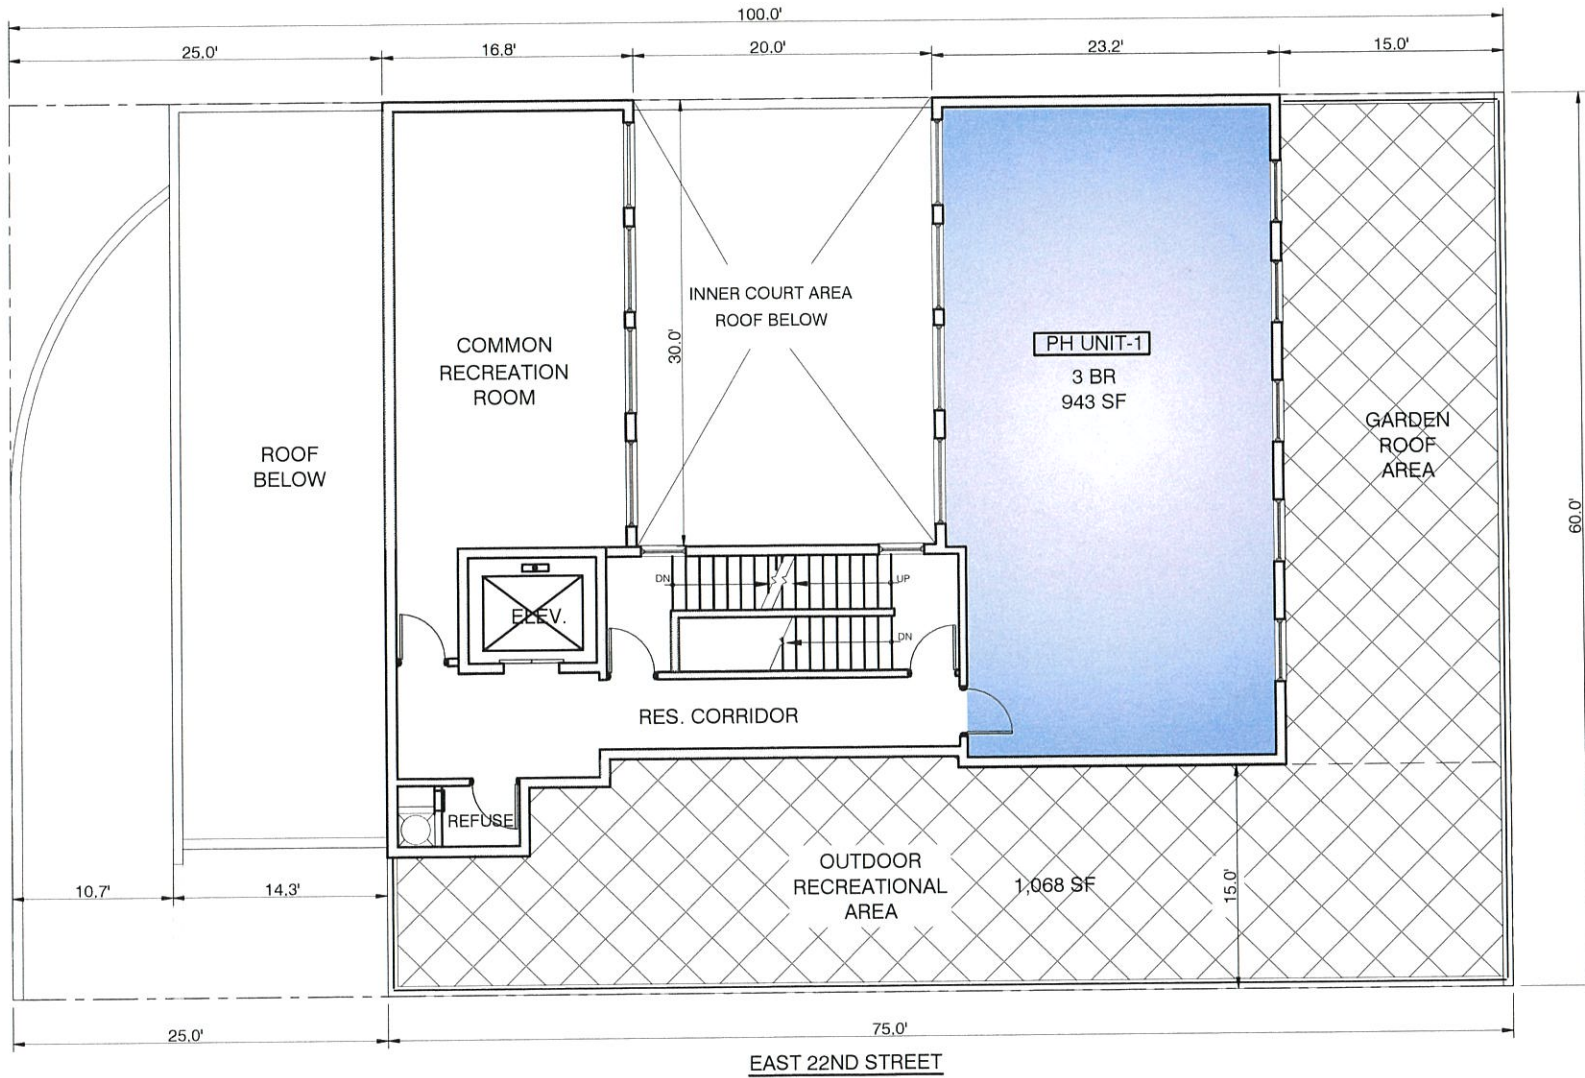 100.0'
25.0'
16.8'
20.0'
23.2'
15.0'
INNER COURT AREA
ROOF BELOW
30.0'
COMMON
RECREATION
ROOM
PH UNIT-1
3 BR
943 SF
GARDEN
ROOF
AREA
ROOF
BELOW
60.0'
DN
UP
ELEV.
DN
RES. CORRIDOR
REFUSE
OUTDOOR
RECREATIONAL
AREA
1,068 SF
15.0'
10.7'
14.3'
25.0'
75.0'
EAST 22ND STREET